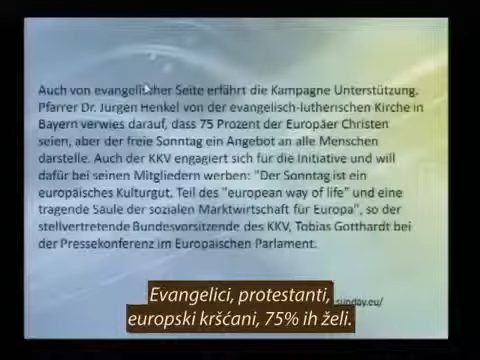 Auch von evangelischer Seite erfährt die Kampagne Unterstützung.
Pfarrer Dr. Jürgen Henkel von der evangelisch-lutherischen Kirche in
Bayern verwies darauf, dass 75 Prozent der Europäer Christen
seien, aber der freie Sonntag ein Angebot an alle Menschen
darstelle. Auch der KKV engagiert sich für die Initiative und will
dafür bei seinen Mitgliedern werben: "Der Sonntag ist ein
europäisches Kulturgut, Teil des "european way of life" und eine
tragende Säule der sozialen Marktwirtschaft für Europa", so der
stellvertretende Bundesvorsitzende des KKV, Tobias Gotthardt bei
der Pressekonferenz im Europäischen Parlament.
sunday.eu/
Evangelici, protestanti,
europski kršćani, 75% ih želi.